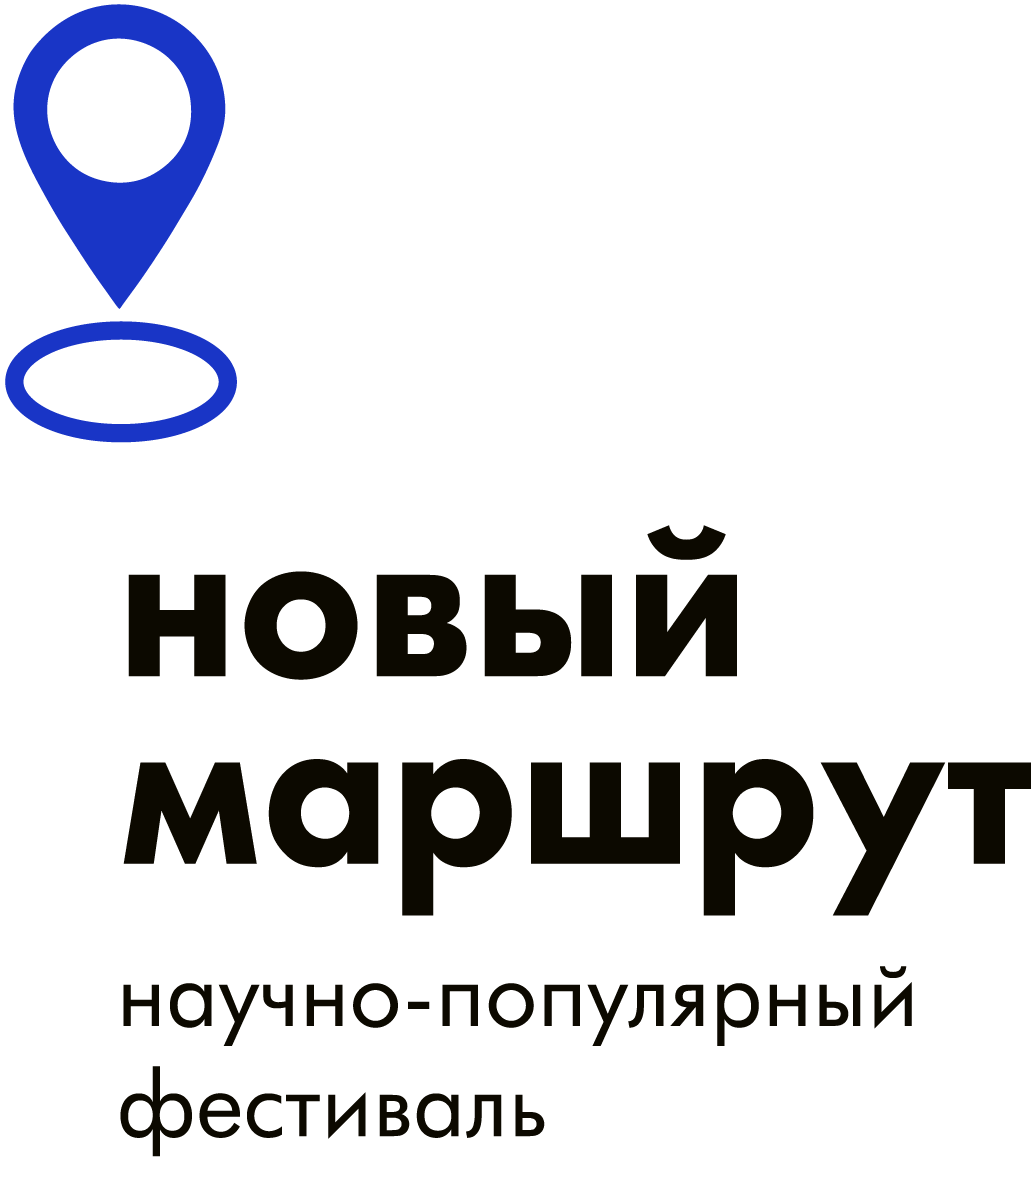 новый
маршрут
научно-популярный
фестиваль